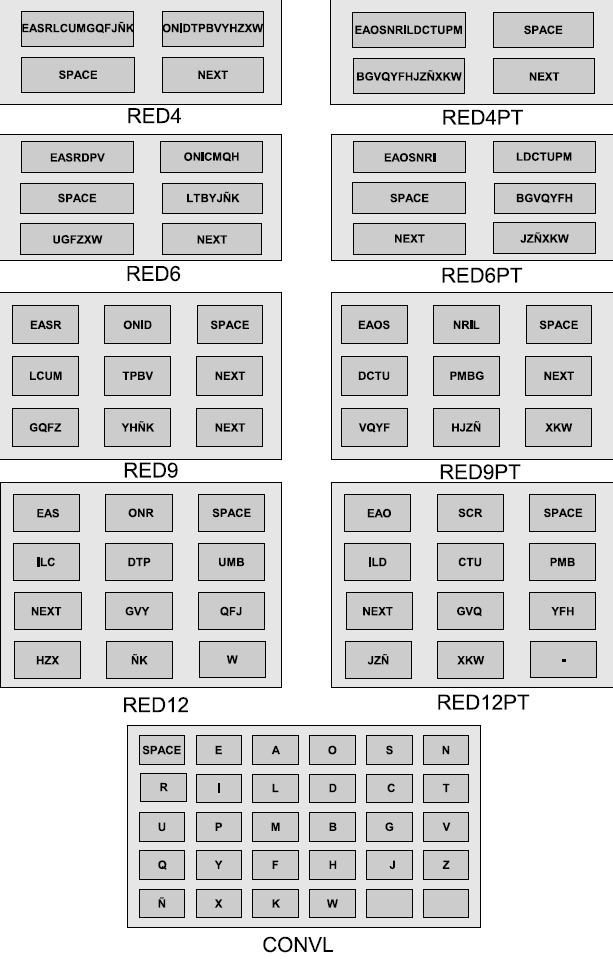 EASRLCUMGQFJÑK ONIDTPBVYHZXW
SPACE NEXT
RED4
EAOSNRILDCTUPM SPACE
BGVQYFHJZÑXKW NEXT
RED4PT
EASRDPV ONICMQH
SPACE LTBYJÑK
UGFZXW NEXT
RED6
EAOSNRI LDCTUPM
SPACE BGVQYFH
NEXT JZÑXKW
RED6PT
EASR ONID SPACE
LCUM TPBV NEXT
GQFZ YHÑK NEXT
RED9
EAOS NRIL SPACE
DCTU PMBG NEXT
VQYF HJZÑ XKW
RED9PT
EAS ONR SPACE
ILC DTP UMB
NEXT GVY QFJ
HZX ÑK W
RED12
EAO SCR SPACE
ILD CTU PMB
NEXT GVQ YFH
JZÑ XKW -
RED12PT
SPACE E A O S N
R I L D C T
U P M B G V
Q Y F H J Z
Ñ X K W
CONVL